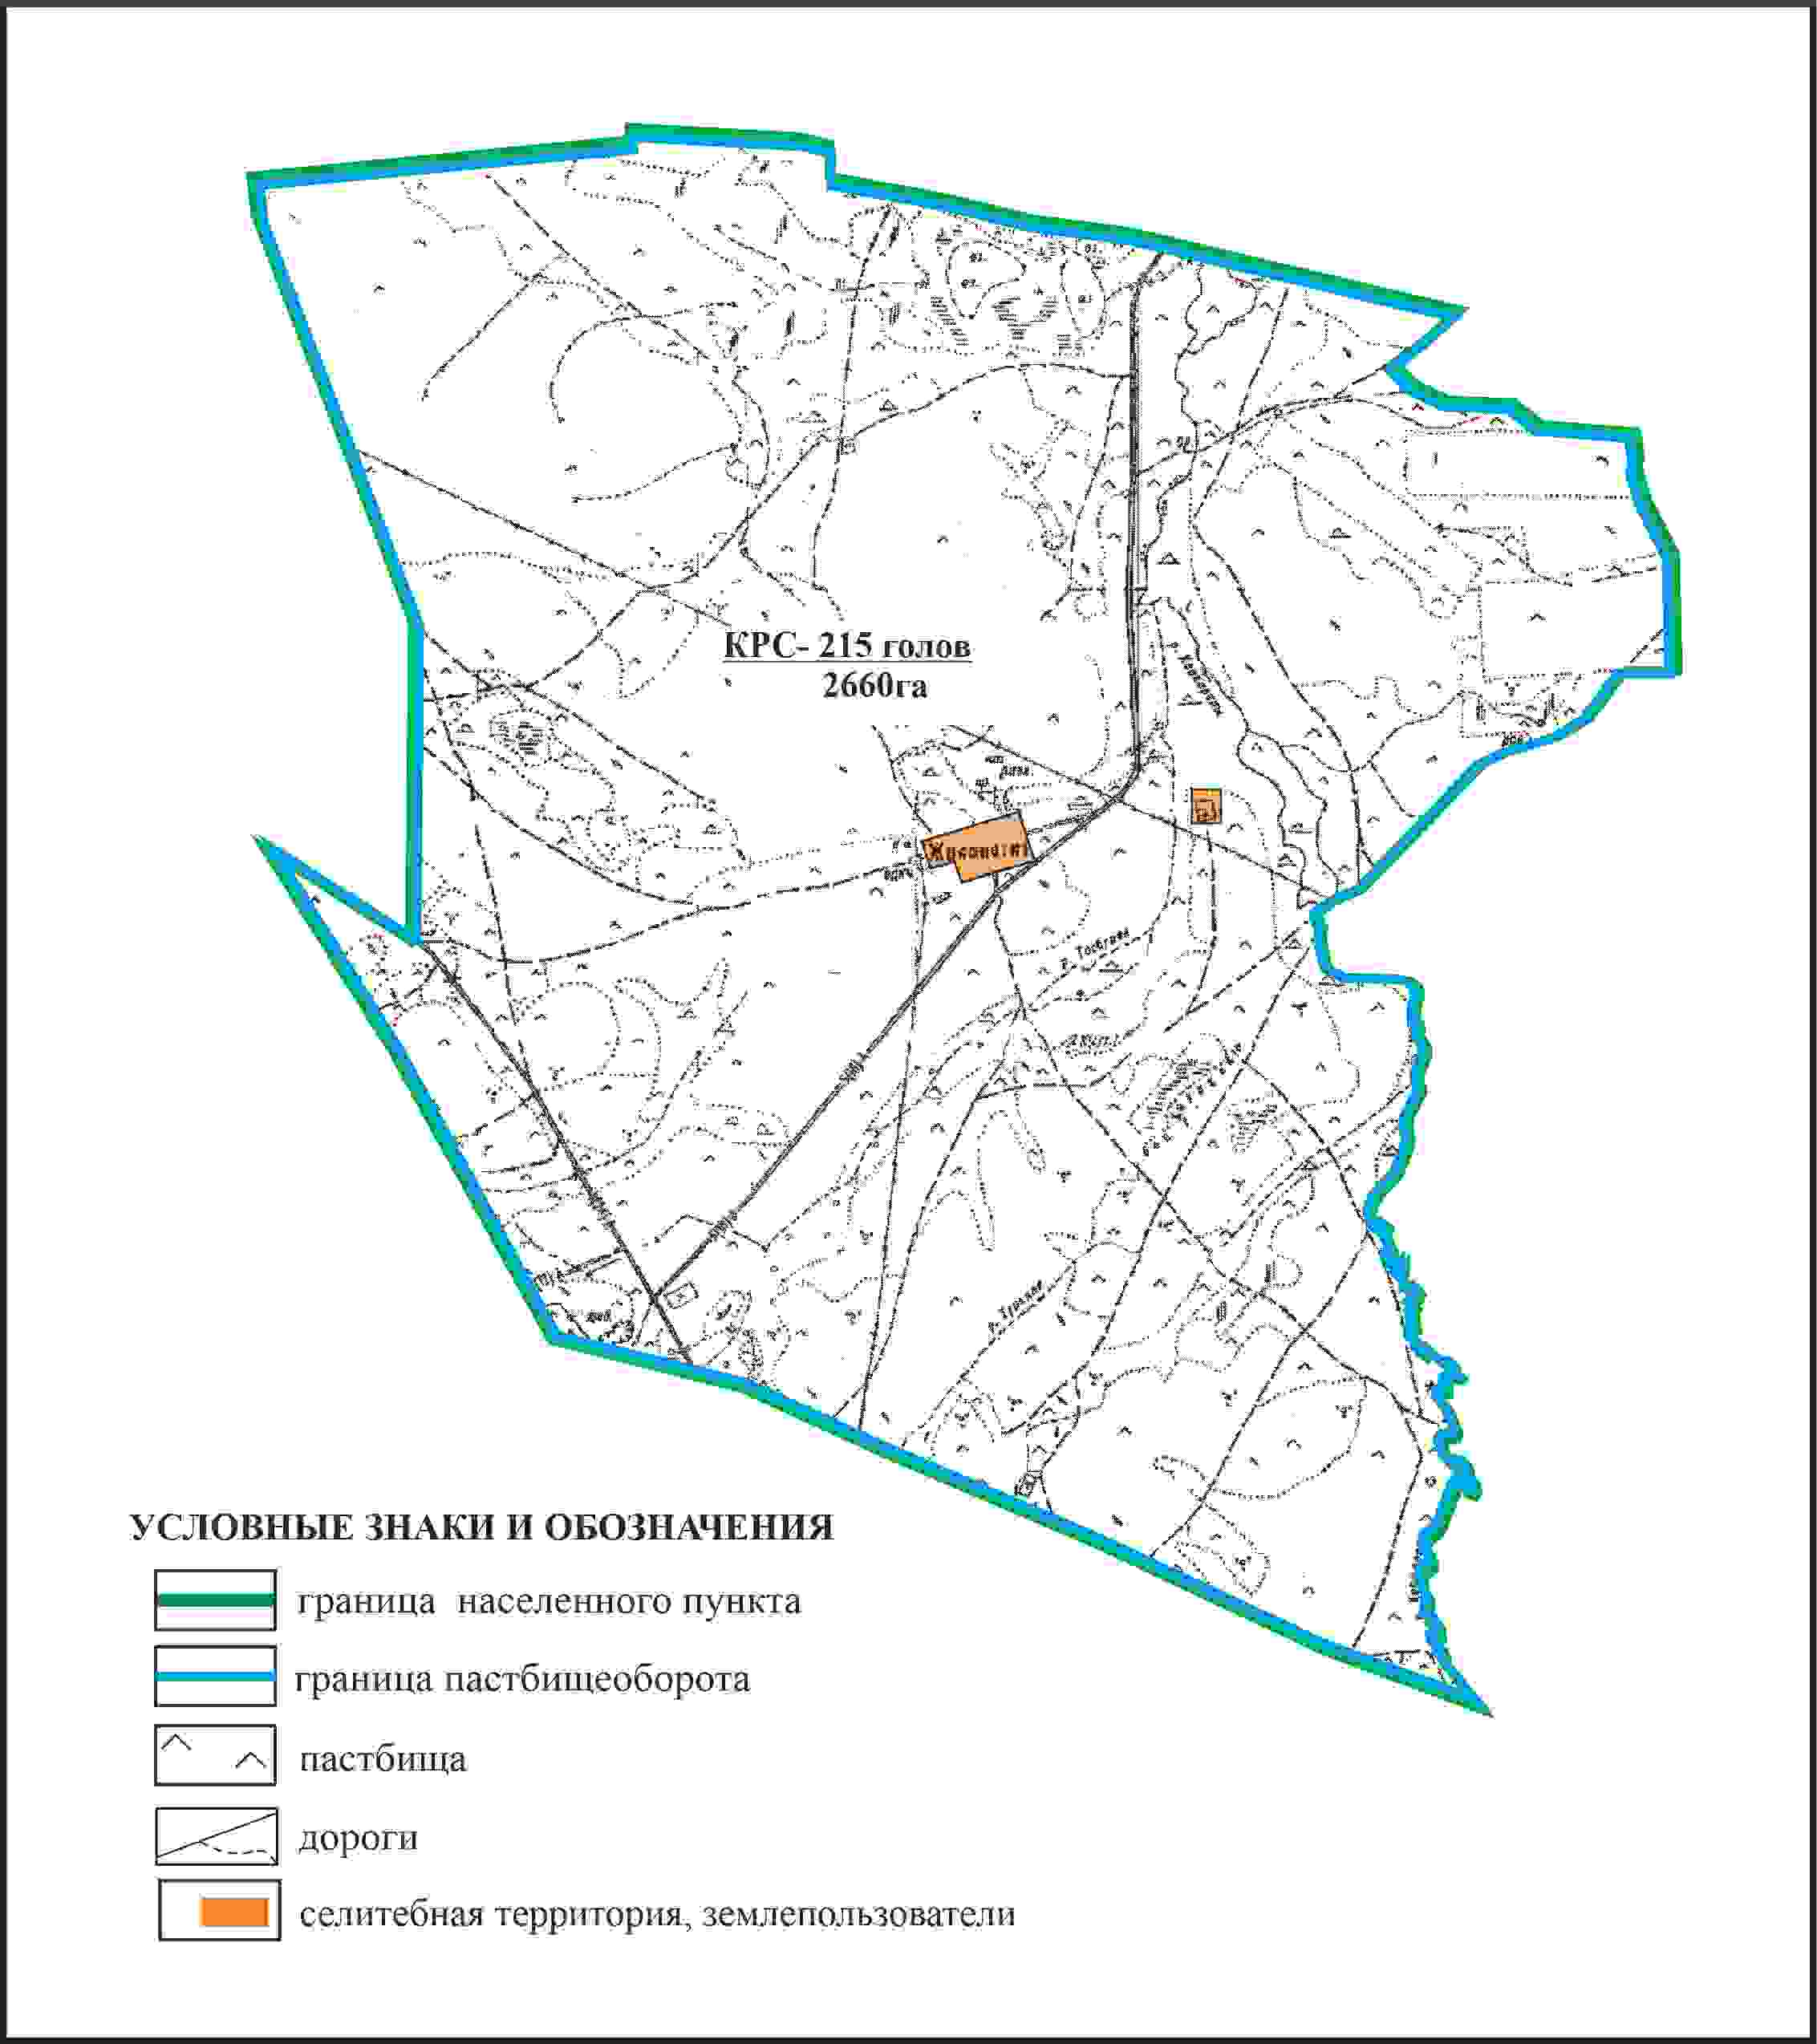 КРС- 215 голов
2660га
УСЛОВНЫЕ ЗНАКИ И ОБОЗНАЧЕНИЯ
граница населенного пункта
граница пастбищеоборота
пастбища
дороги
селитебная территория, землепользователи